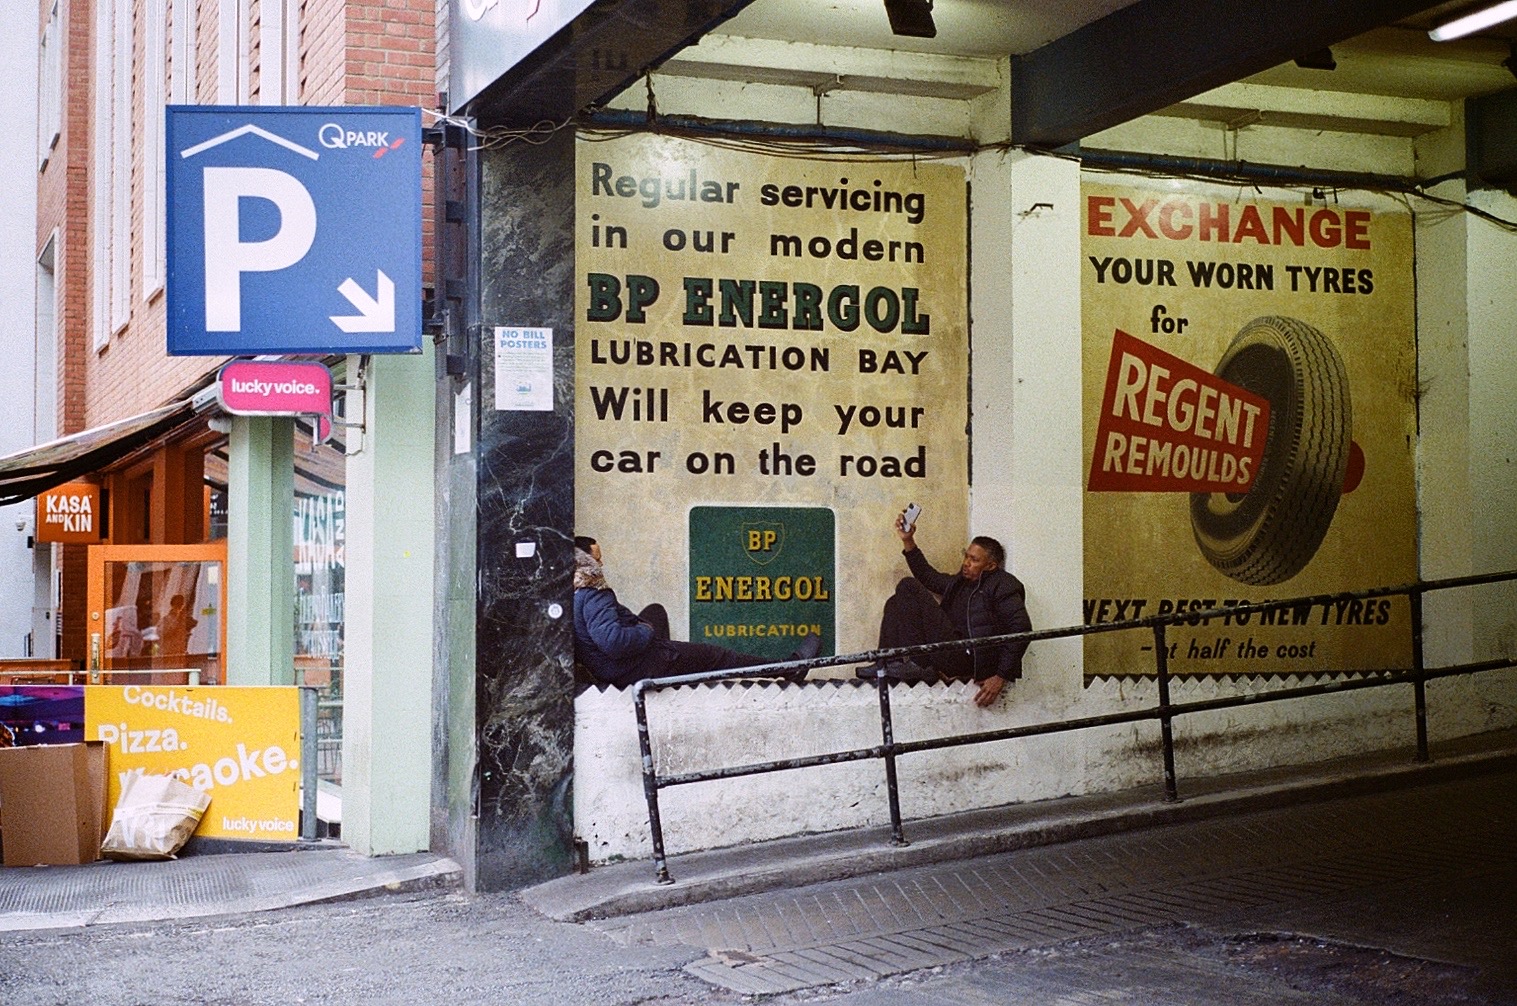 QPARK
P
lucky voice.
KASA
AND KIN
Cocktails.
Pizza.
Karaoke.
lucky voice
NO BILL
POSTERS
Regular servicing
in our modern
BP ENERGOL
LUBRICATION BAY
Will keep your
car on the road
BP
ENERGOL
LUBRICATION
EXCHANGE
YOUR WORN TYRES
for
REGENT
REMOULDS
NEXT BEST TO NEW TYRES
- at half the cost